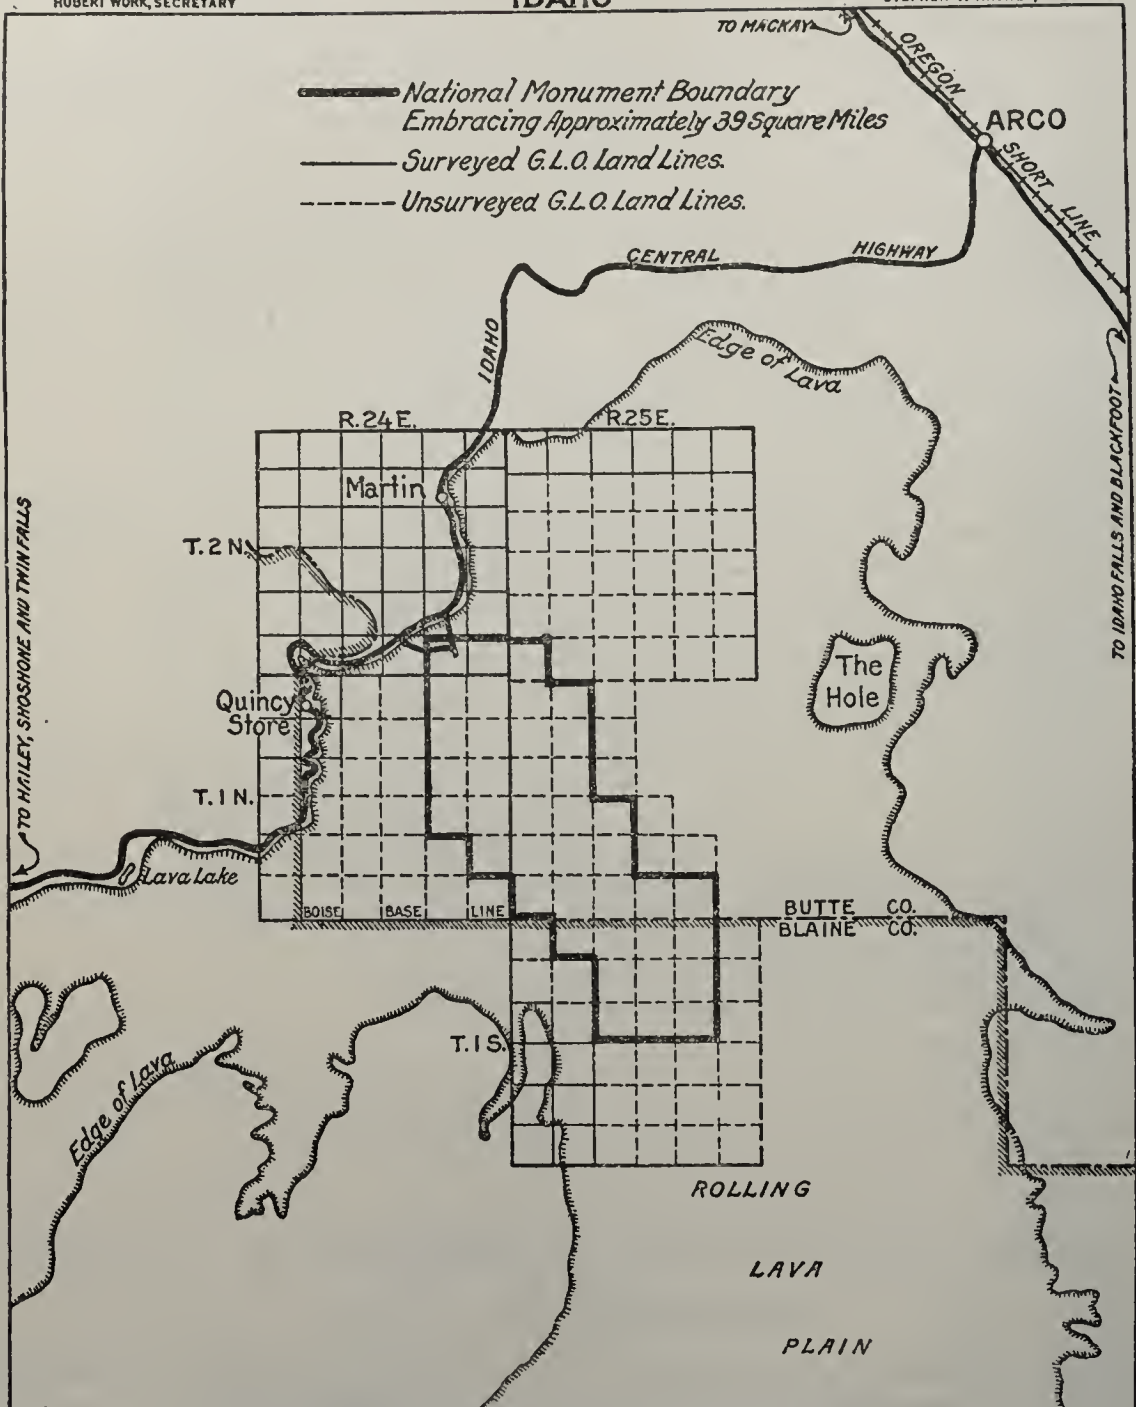 HUBERT WORK, SECRETARY
IDAHO
TO MACKAY
OREGON
SHORT LINE
ARCO
National Monument Boundary
Embracing Approximately 39 Square Miles
Surveyed G.L.O. Land Lines.
Unsurveyed G.L.O. Land Lines.
IDAHO
CENTRAL
HIGHWAY
Edge of Lava
TO IDAHO FALLS AND BLACKFOOT
R.24E.
R.25E.
Martin
T.2 N.
TO HAILEY, SHOSHONE AND TWIN FALLS
The
Hole
Quincy
Store
T.1 N.
Lava Lake
BOISE
BASE
LINE
BUTTE CO.
BLAINE CO.
T.1 S.
Edge of Lava
ROLLING
LAVA
PLAIN